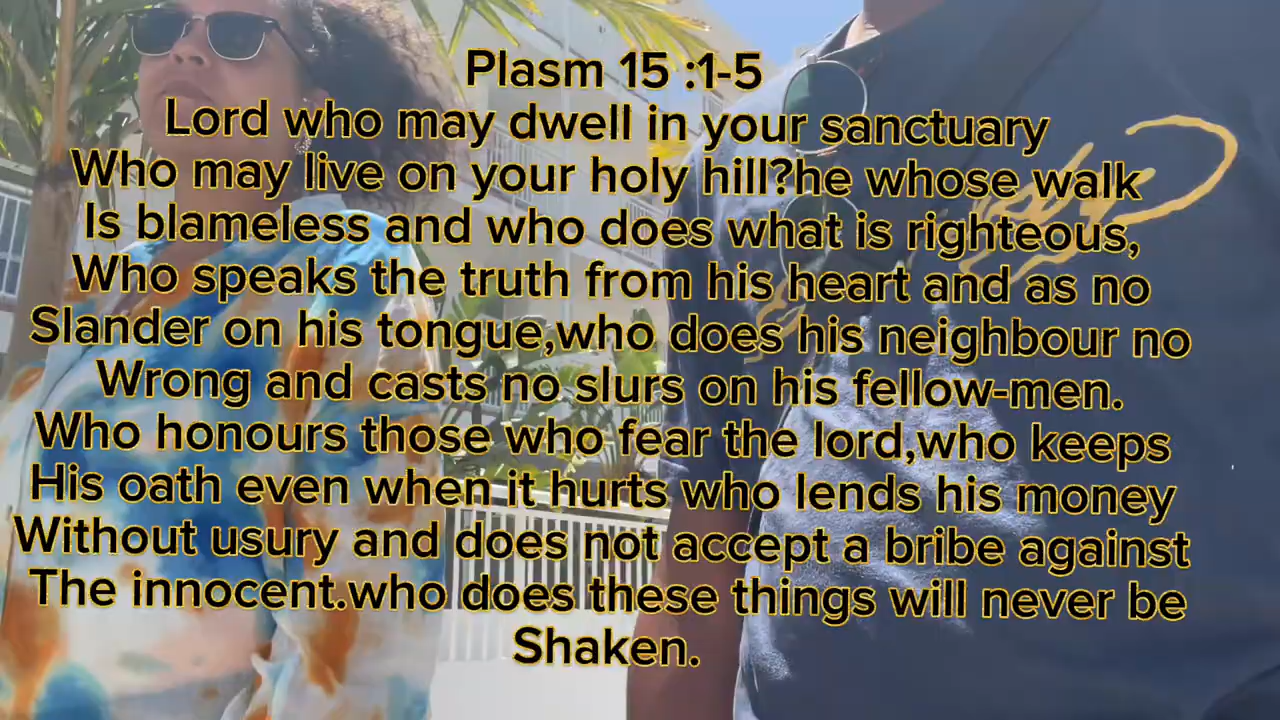 Plasm 15 :1-5
Lord who may dwell in your sanctuary
Who may live on your holy hill?he whose walk
Is blameless and who does what is righteous,
Who speaks the truth from his heart and as no
Slander on his tongue,who does his neighbour no
Wrong and casts no slurs on his fellow-men.
Who honours those who fear the lord,who keeps
His oath even when it hurts who lends his money
Without usury and does not accept a bribe against
The innocent.who does these things will never be
Shaken.